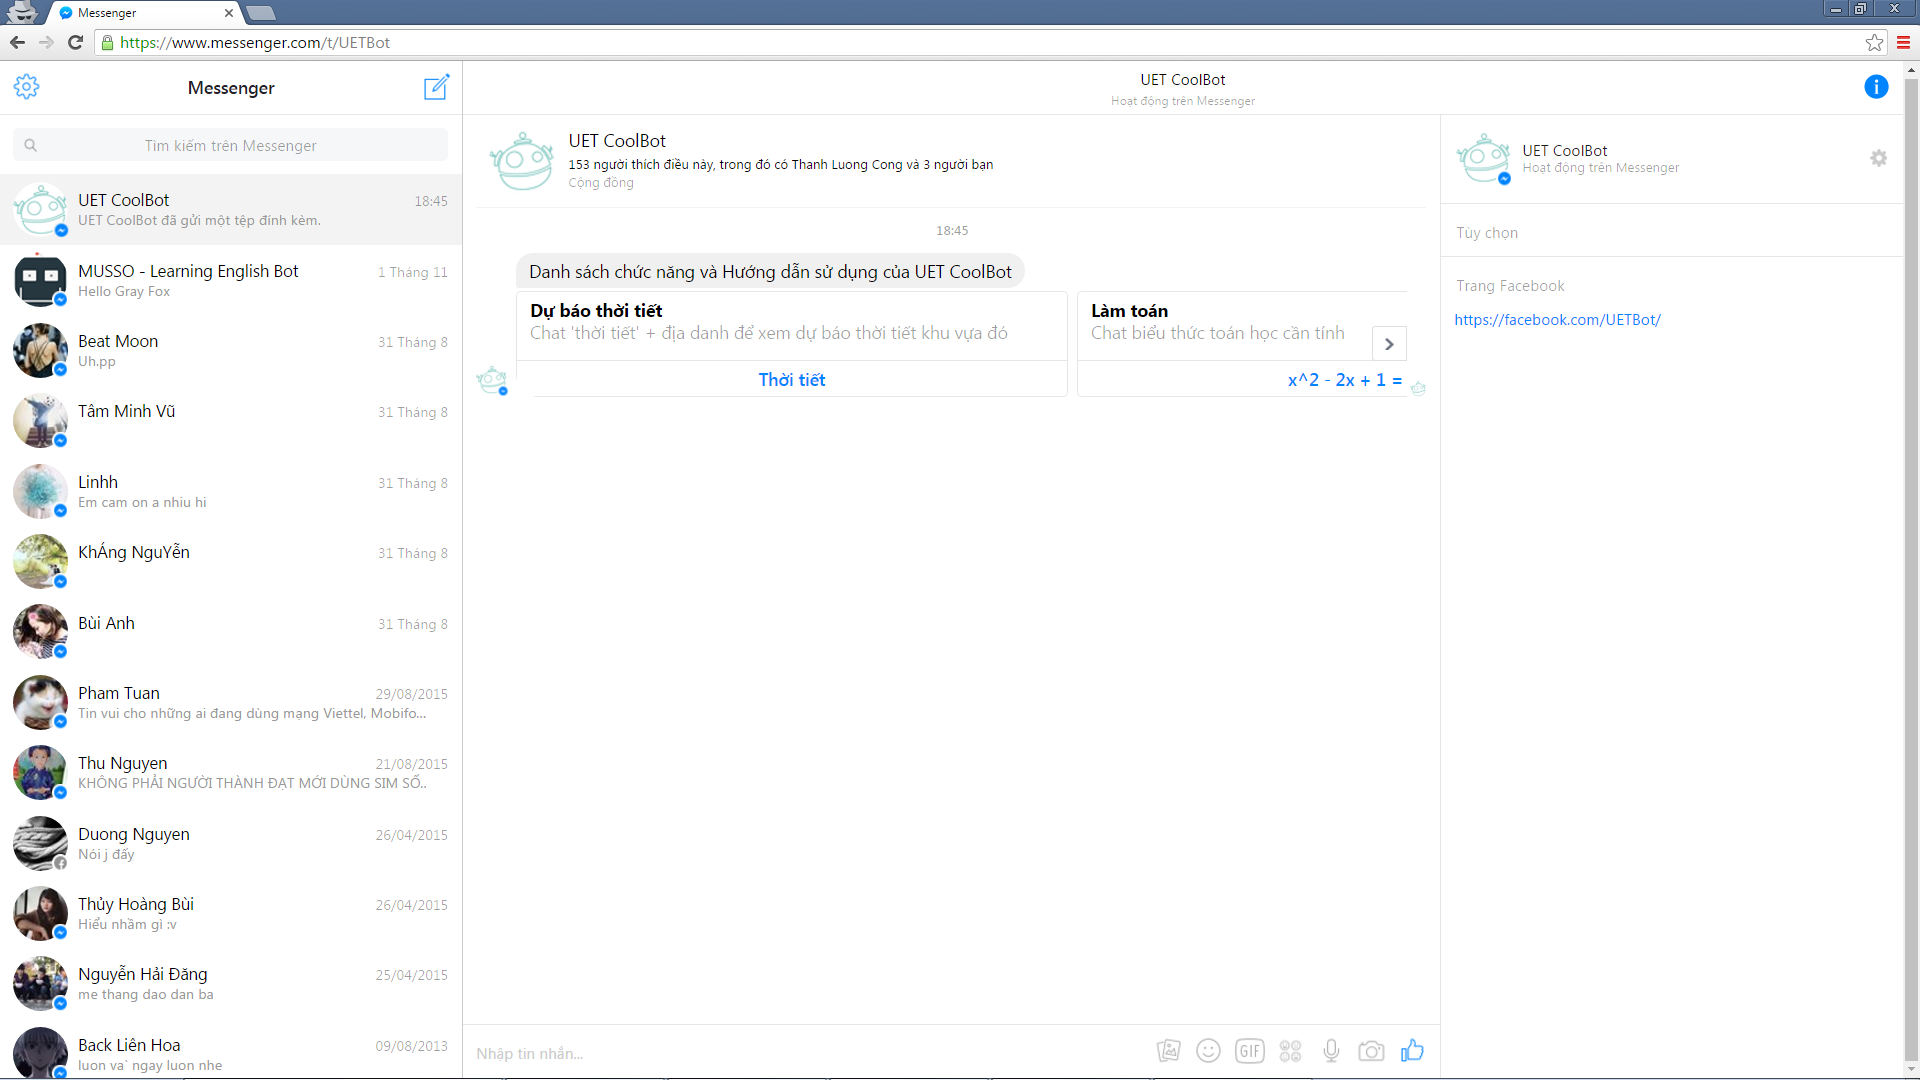 Messenger
https://www.messenger.com/t/UETBot
Messenger
Tìm kiếm trên Messenger
UET CoolBot
18:45
UET CoolBot đã gửi một tệp đính kèm.
MUSSO - Learning English Bot
1 Tháng 11
Hello Gray Fox
Beat Moon
31 Tháng 8
Uh.pp
Tâm Minh Vũ
31 Tháng 8
Linhh
31 Tháng 8
Em cam on a nhiu hi
KhÁng NguYễn
31 Tháng 8
Bùi Anh
31 Tháng 8
Pham Tuan
29/08/2015
Tin vui cho những ai đang dùng mạng Viettel, Mobifo...
Thu Nguyen
21/08/2015
KHÔNG PHẢI NGƯỜI THÀNH ĐẠT MỚI DÙNG SIM SỐ..
Duong Nguyen
26/04/2015
Nói j đấy
Thủy Hoàng Bùi
26/04/2015
Hiểu nhầm gì :v
Nguyễn Hải Đăng
25/04/2015
me thang dao dan ba
Back Liên Hoa
09/08/2013
luon va` ngay luon nhe
UET CoolBot
Hoạt động trên Messenger
UET CoolBot
153 người thích điều này, trong đó có Thanh Luong Cong và 3 người bạn
Cộng đồng
18:45
Danh sách chức năng và Hướng dẫn sử dụng của UET CoolBot
Dự báo thời tiết
Chat 'thời tiết' + địa danh để xem dự báo thời tiết khu vựa đó
Thời tiết
Làm toán
Chat biểu thức toán học cần tính
x^2 - 2x + 1 =
Nhập tin nhắn...
GIF
UET CoolBot
Hoạt động trên Messenger
Tùy chọn
Trang Facebook
https://facebook.com/UETBot/